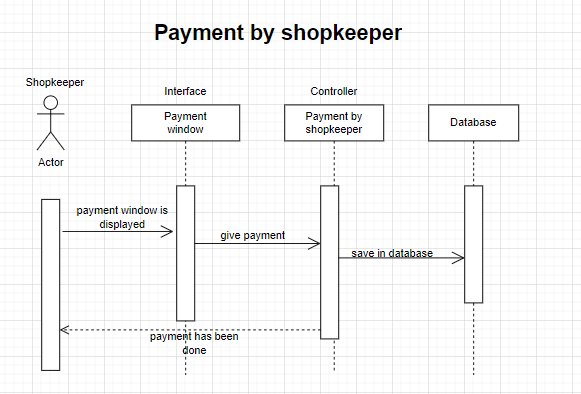 Payment by shopkeeper
Shopkeeper
Interface
Controller
Payment
window
Payment by
shopkeeper
Database
Actor
payment window is
displayed
give payment
save in database
payment has been
done